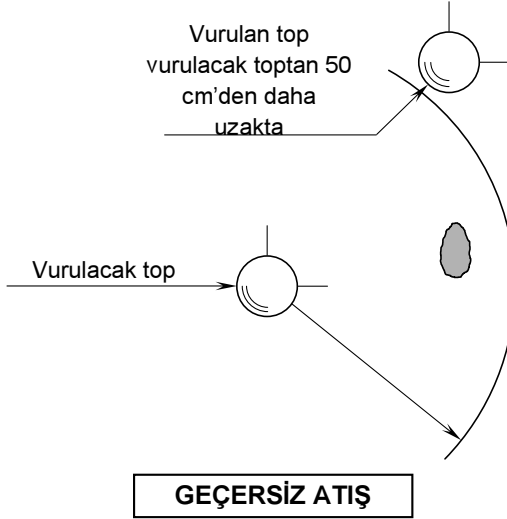 Vurulan top
vurulacak toptan 50
cm'den daha
uzakta
Vurulacak top
GEÇERSİZ ATIŞ